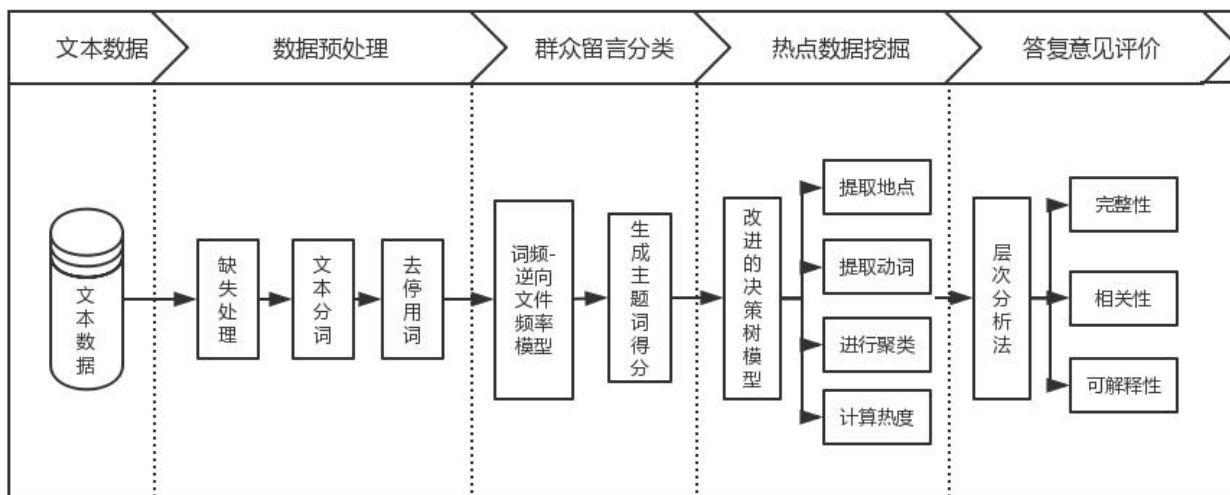 文本数据
数据预处理
群众留言分类
热点数据挖掘
答复意见评价
文本数据
缺失处理
文本分词
去停用词
词频-
逆向
文件
频率
模型
生成主题词得分
改进的决策树模型
提取地点
提取动词
进行聚类
计算热度
层次分析法
完整性
相关性
可解释性